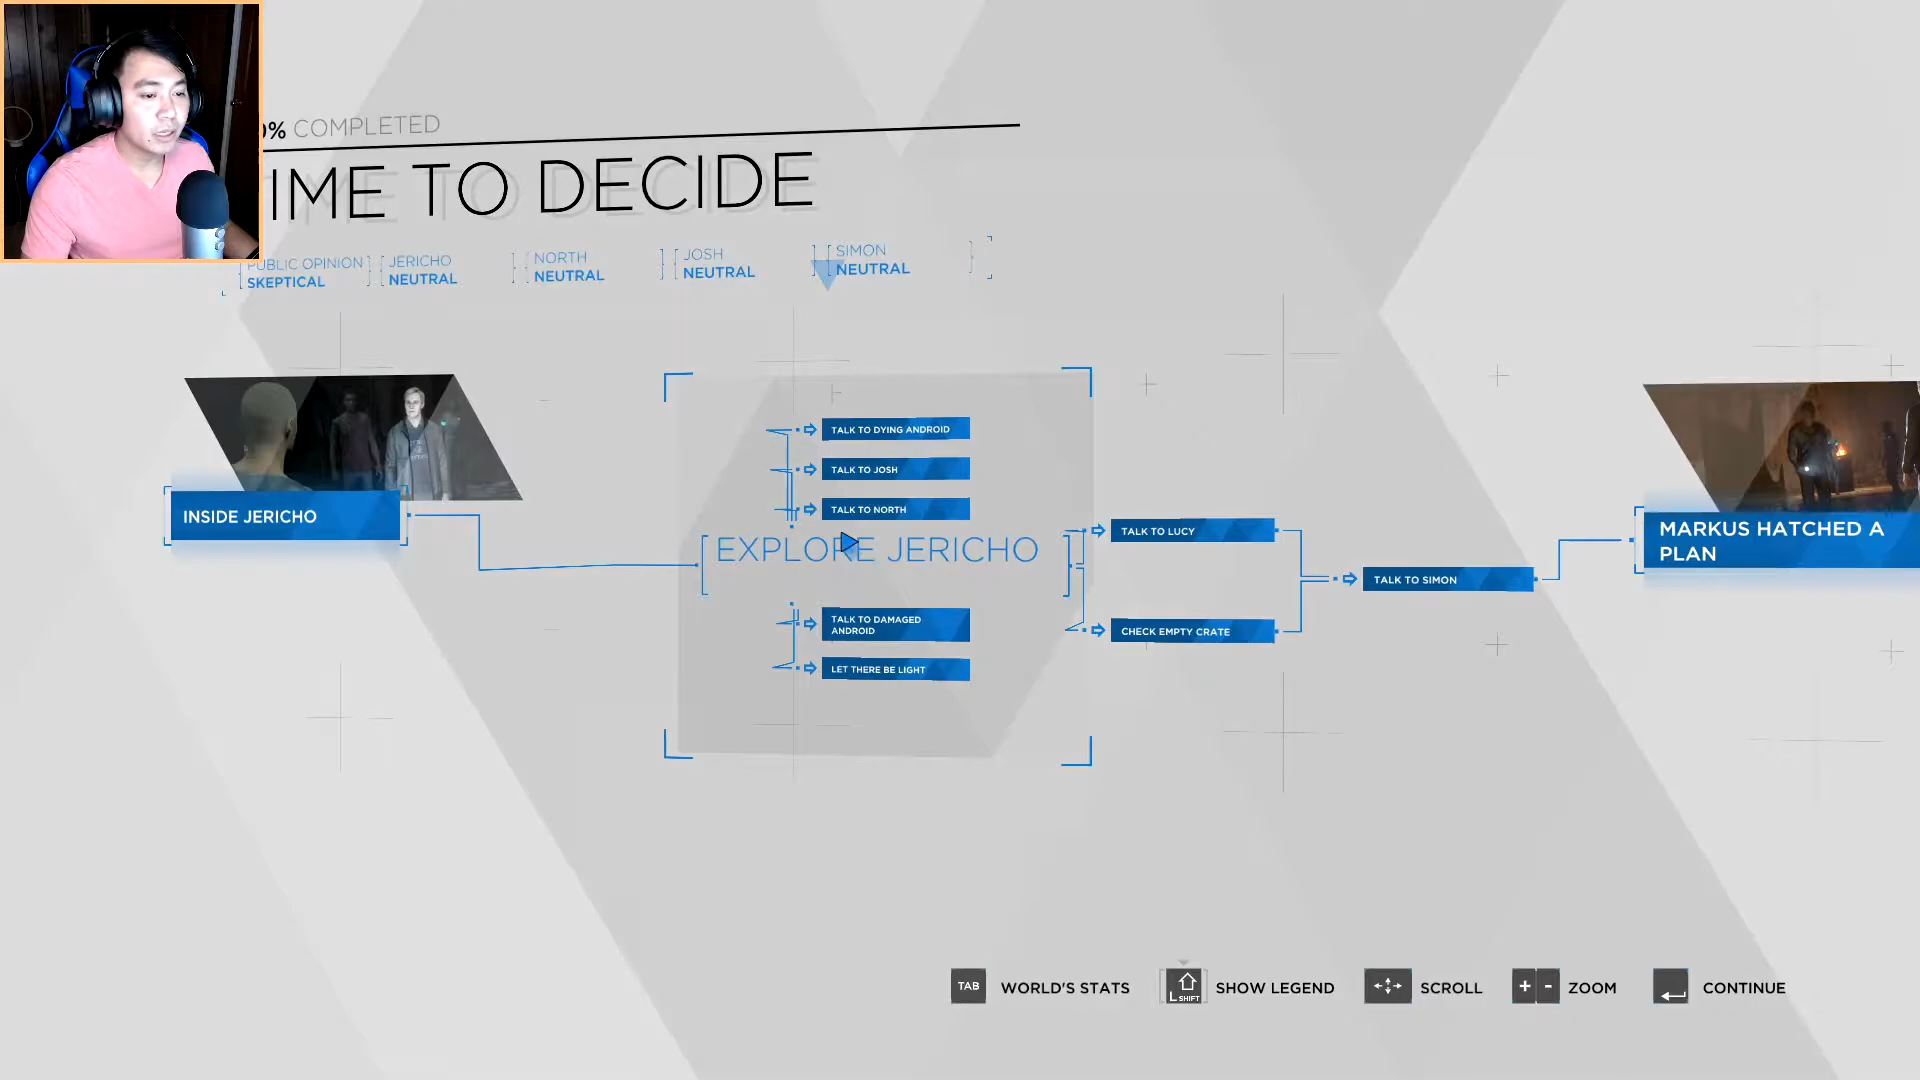 % COMPLETED
IME TO DECIDE
PUBLIC OPINION
SKEPTICAL
JERICHO
NEUTRAL
NORTH
NEUTRAL
JOSH
NEUTRAL
SIMON
NEUTRAL
INSIDE JERICHO
TALK TO DYING ANDROID
TALK TO JOSH
TALK TO NORTH
EXPLORE JERICHO
TALK TO DAMAGED
ANDROID
LET THERE BE LIGHT
TALK TO LUCY
CHECK EMPTY CRATE
TALK TO SIMON
MARKUS HATCHED A
PLAN
TAB WORLD'S STATS
L SHIFT SHOW LEGEND
SCROLL
+ - ZOOM
CONTINUE